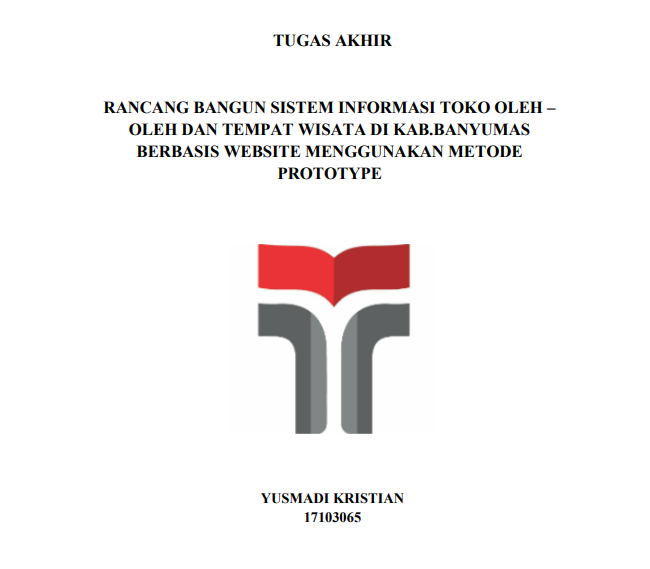 TUGAS AKHIR
RANCANG BANGUN SISTEM INFORMASI TOKO OLEH –
OLEH DAN TEMPAT WISATA DI KAB.BANYUMAS
BERBASIS WEBSITE MENGGUNAKAN METODE
PROTOTYPE
YUSMADI KRISTIAN
17103065